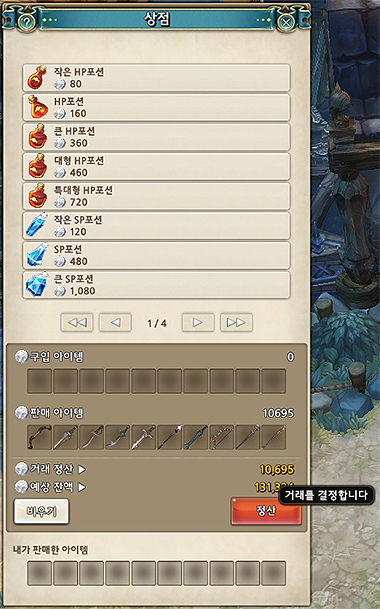 상점
작은 HP포션
80
HP포션
160
큰 HP포션
360
대형 HP포션
460
특대형 HP포션
720
작은 SP포션
120
SP포션
480
큰 SP포션
1,080
1 / 4
구입 아이템 0
판매 아이템 10695
거래 정산 ▶ 10,695
예상 잔액 ▶
거래를 결정합니다
비우기 정산
내가 판매한 아이템